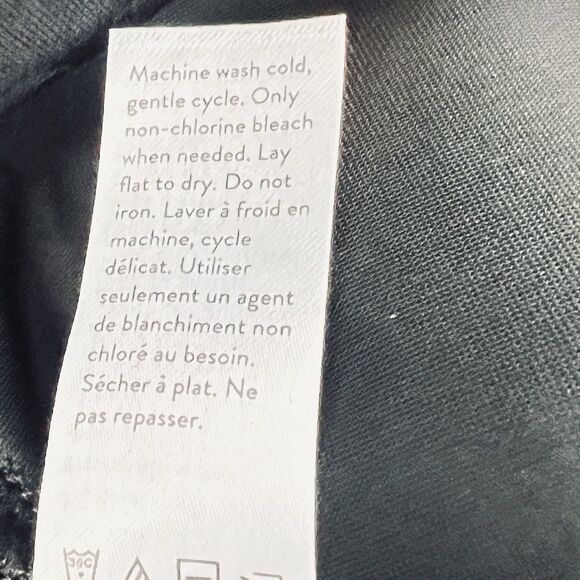 Machine wash cold,
gentle cycle. Only
non-chlorine bleach
when needed. Lay
flat to dry. Do not
iron. Laver à froid en
machine, cycle
délicat. Utiliser
seulement un agent
de blanchiment non
chloré au besoin.
Sécher à plat. Ne
pas repasser.
30C